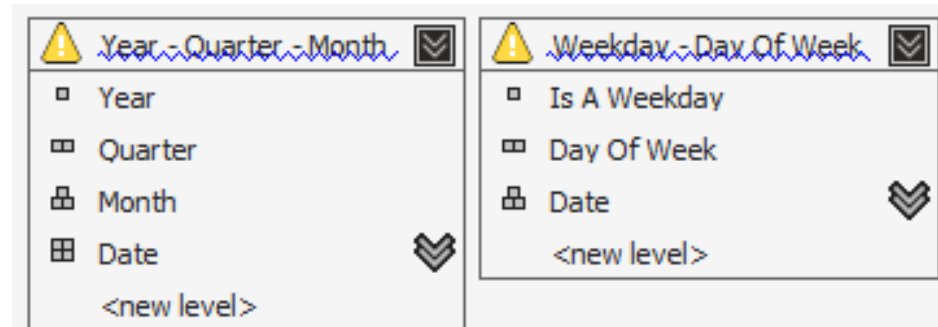 Year - Quarter - Month
Year
Quarter
Month
Date
<new level>
Weekday - Day Of Week
Is A Weekday
Day Of Week
Date
<new level>